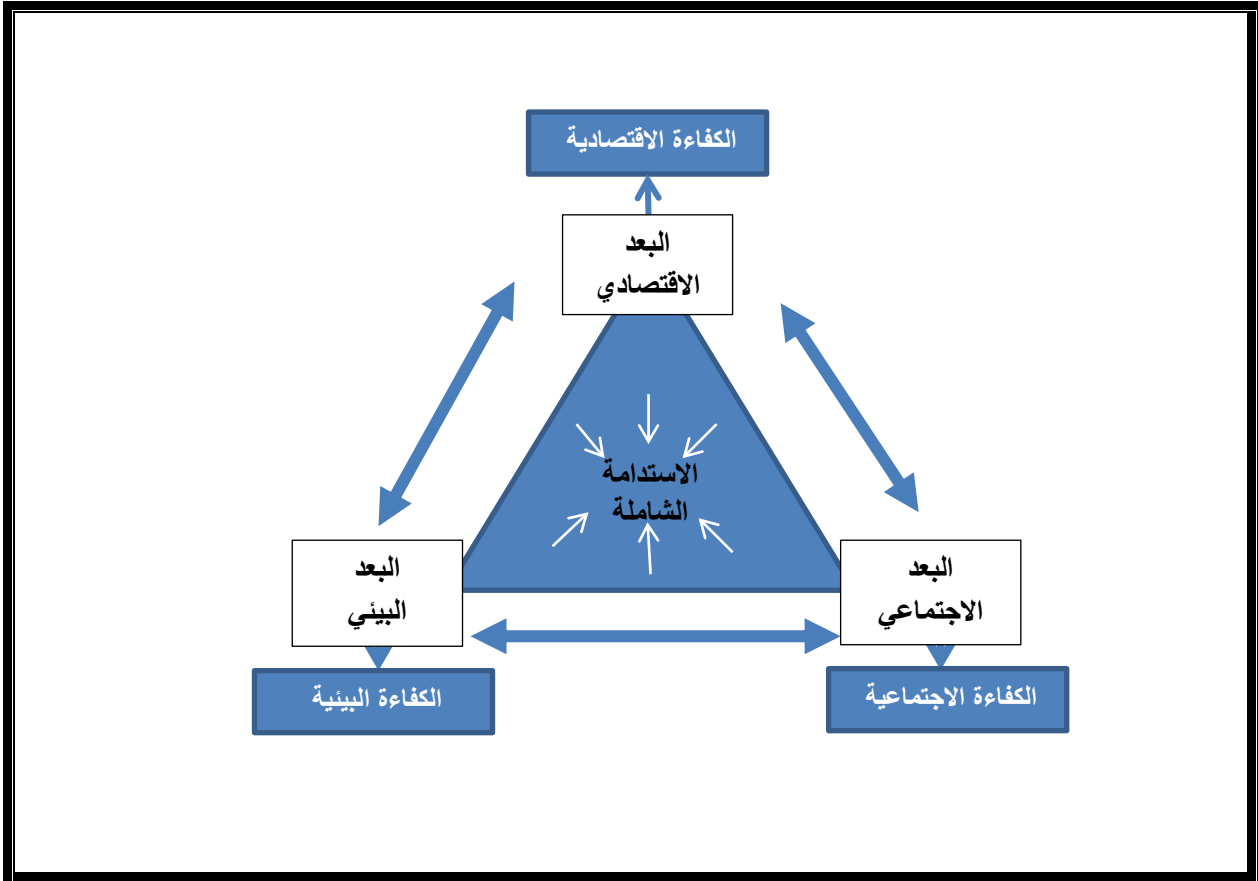 الكفاءة الاقتصادية
البعد
الاقتصادي
الاستدامة
الشاملة
البعد
الاجتماعي
البعد
البيئي
الكفاءة الاجتماعية
الكفاءة البيئية